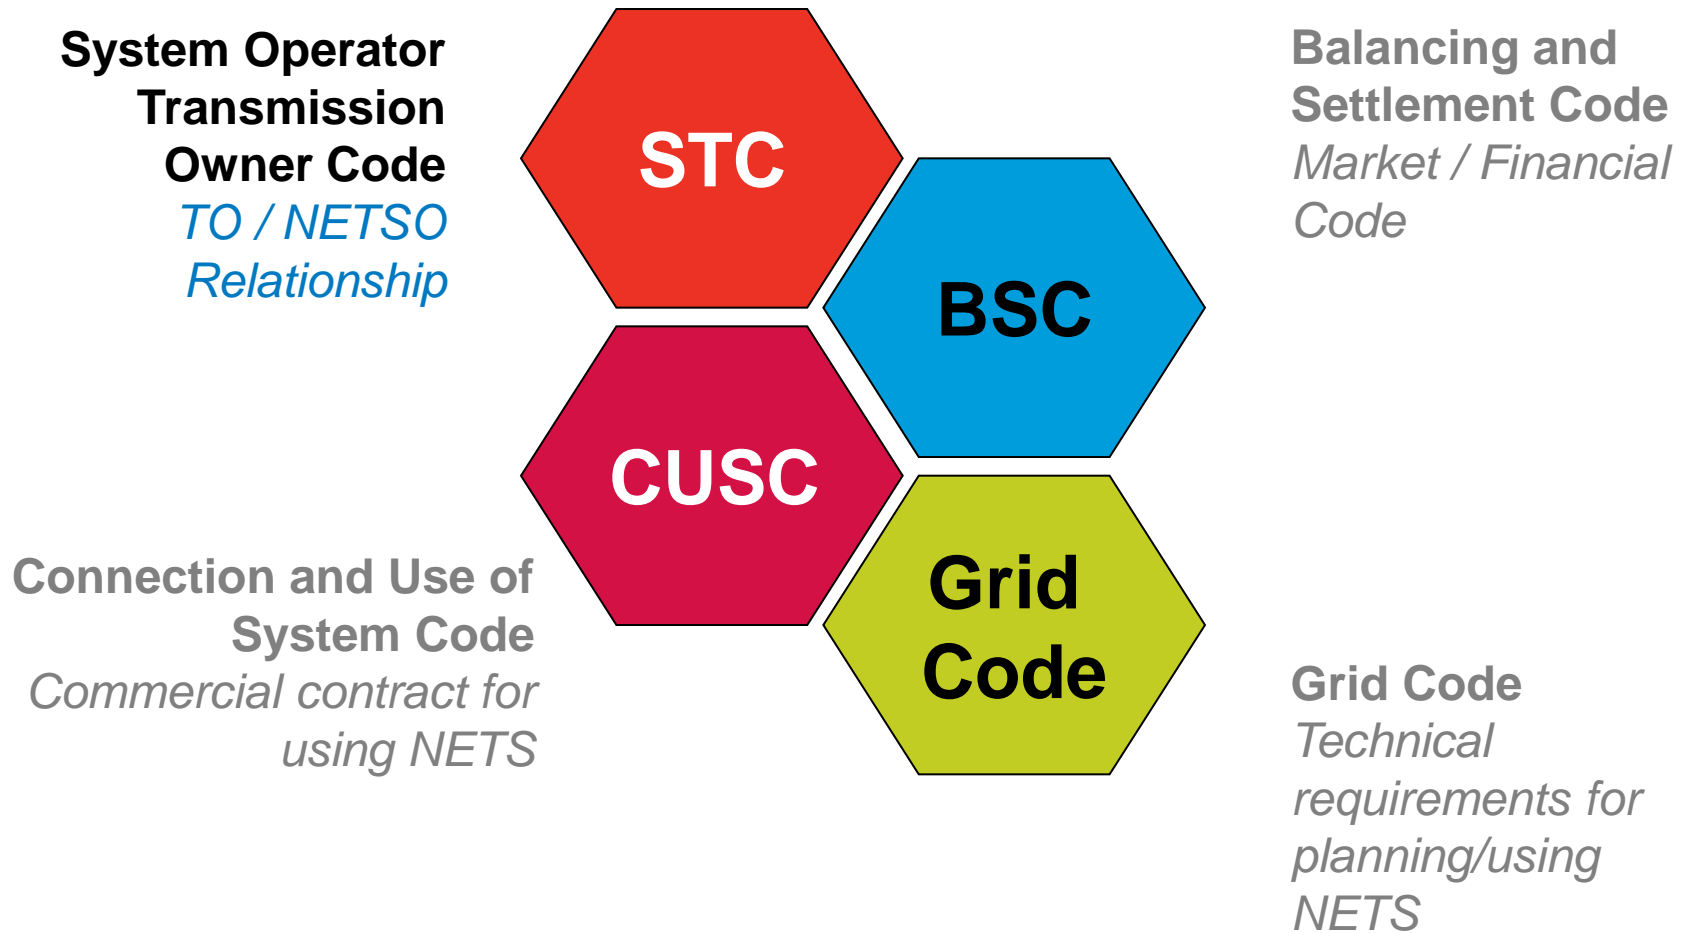 System Operator
Transmission
Owner Code
TO / NETSO
Relationship
STC
Balancing and
Settlement Code
Market / Financial
Code
BSC
CUSC
Connection and Use of
System Code
Commercial contract for
using NETS
Grid
Code
Grid Code
Technical
requirements for
planning/using
NETS